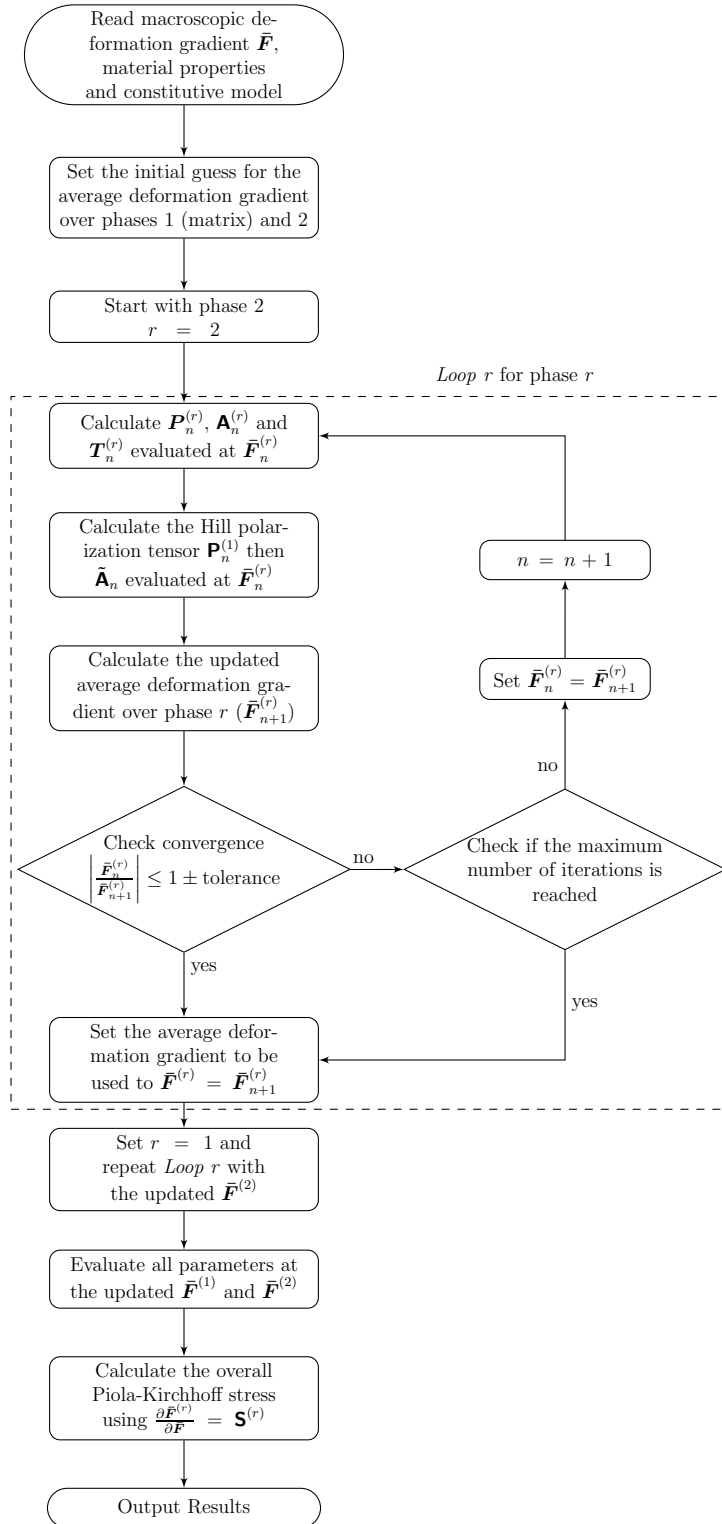 Read macroscopic de-
formation gradient F̄,
material properties
and constitutive model
Set the initial guess for the
average deformation gradient
over phases 1 (matrix) and 2
Start with phase 2
r = 2
Loop r for phase r
Calculate P_n^{(r)}, A_n^{(r)} and
T_n^{(r)} evaluated at F̄_n^{(r)}
Calculate the Hill polar-
ization tensor P_n^{(1)} then
Ã_n evaluated at F̄_n^{(r)}
n = n + 1
Calculate the updated
average deformation gra-
dient over phase r (F̄_{n+1}^{(r)})
Set F̄_n^{(r)} = F̄_{n+1}^{(r)}
no
Check convergence
|F̄_n^{(r)} / F̄_{n+1}^{(r)}| ≤ 1 ± tolerance
no
Check if the maximum
number of iterations is
reached
yes
yes
Set the average defor-
mation gradient to be
used to F̄^{(r)} = F̄_{n+1}^{(r)}
Set r = 1 and
repeat Loop r with
the updated F̄^{(2)}
Evaluate all parameters at
the updated F̄^{(1)} and F̄^{(2)}
Calculate the overall
Piola-Kirchhoff stress
using ∂F̄^{(r)}/∂F̄ = S^{(r)}
Output Results